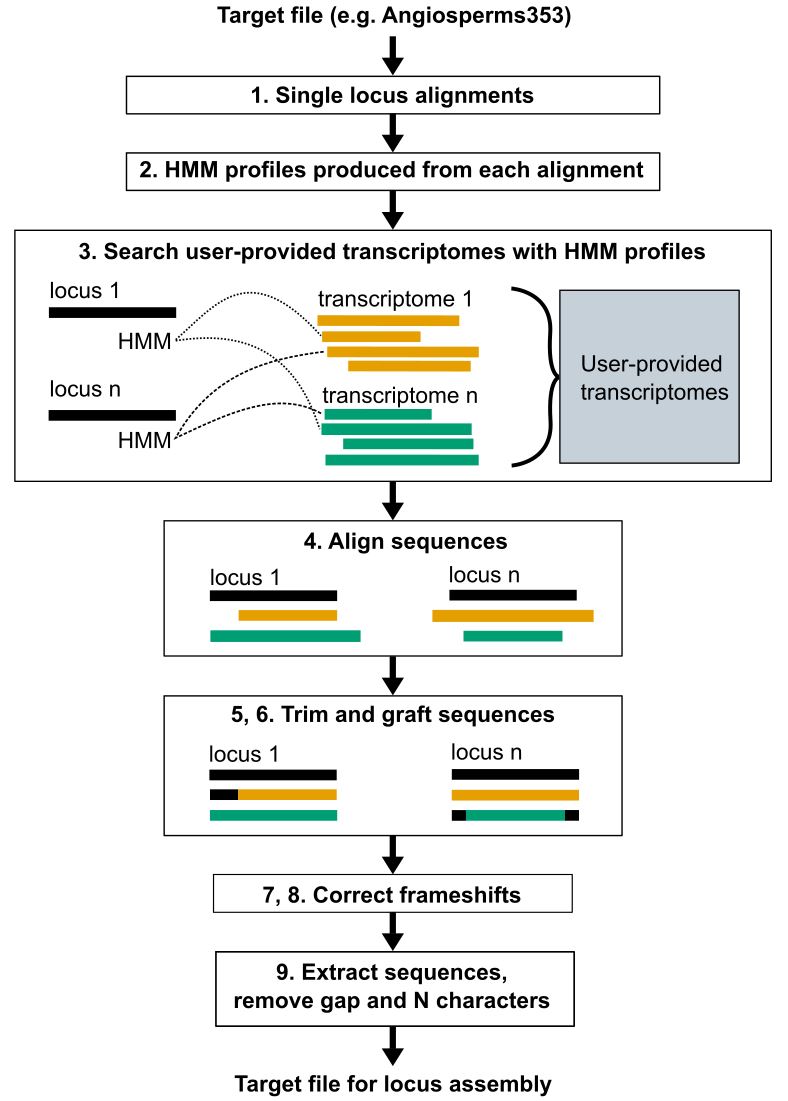 Target file (e.g. Angiosperms353)
1. Single locus alignments
2. HMM profiles produced from each alignment
3. Search user-provided transcriptomes with HMM profiles
locus 1
HMM
locus n
HMM
transcriptome 1
transcriptome n
User-provided
transcriptomes
4. Align sequences
locus 1
locus n
5, 6. Trim and graft sequences
locus 1
locus n
7, 8. Correct frameshifts
9. Extract sequences,
remove gap and N characters
Target file for locus assembly